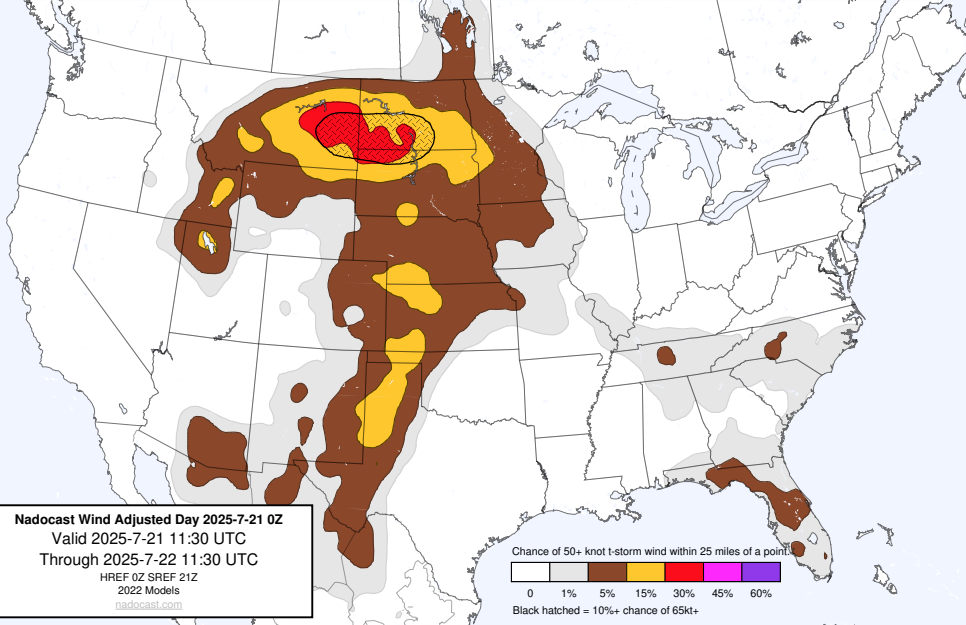 Nadocast Wind Adjusted Day 2025-7-21 0Z
Valid 2025-7-21 11:30 UTC
Through 2025-7-22 11:30 UTC
HREF 0Z SREF 21Z
2022 Models
nadocast.com
Chance of 50+ knot t-storm wind within 25 miles of a point.
0 1% 5% 15% 30% 45% 60%
Black hatched = 10%+ chance of 65kt+